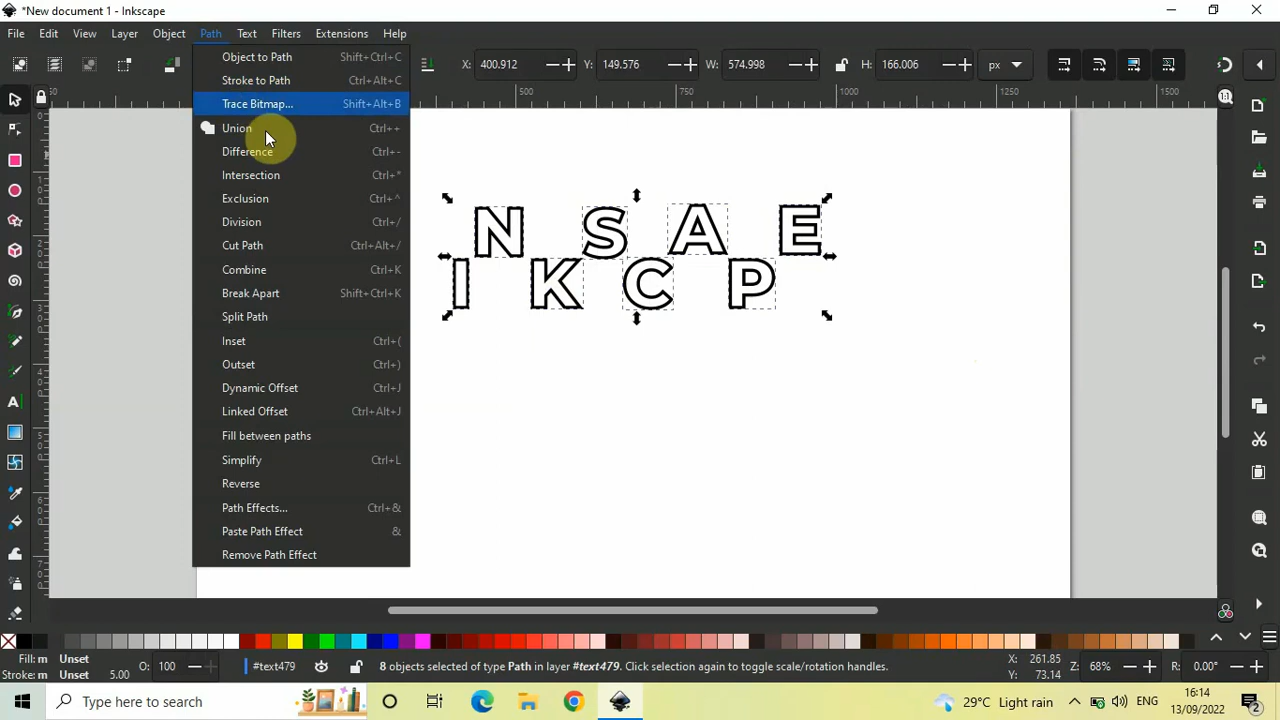 *New document 1 - Inkscape
File Edit View Layer Object Path Text Filters Extensions Help
X: 400.912 Y: 149.576 W: 574.998 H: 166.006 px
Object to Path Shift+Ctrl+C
Stroke to Path Ctrl+Alt+C
Trace Bitmap... Shift+Alt+B
Union Ctrl++
Difference Ctrl+-
Intersection Ctrl+*
Exclusion Ctrl+^
Division Ctrl+/
Cut Path Ctrl+Alt+/
Combine Ctrl+K
Break Apart Shift+Ctrl+K
Split Path
Inset Ctrl+(
Outset Ctrl+)
Dynamic Offset Ctrl+J
Linked Offset Ctrl+Alt+J
Fill between paths
Simplify Ctrl+L
Reverse
Path Effects... Ctrl+&
Paste Path Effect &
Remove Path Effect
500 750 1000 1250 1500
N S A E
I K C P
Fill: m Unset O: 100 #text479 8 objects selected of type Path in layer #text479. Click selection again to toggle scale/rotation handles. X: 261.85 Z: 68% R: 0.00°
Stroke: m Unset 5.00 Y: 73.14
Type here to search 29°C Light rain ENG 16:14
13/09/2022 2